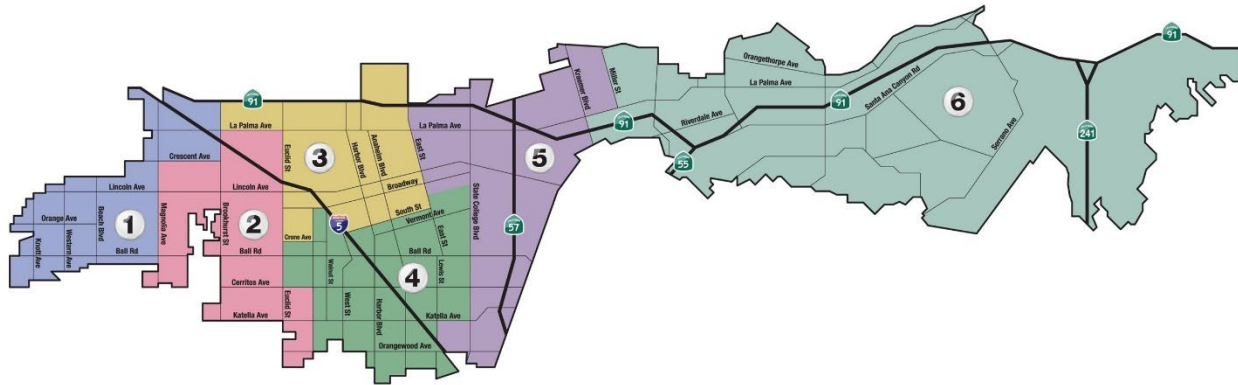 91
Orangethorpe Ave
Kraemer Blvd
Miller St
La Palma Ave
91
Santa Ana Canyon Rd
91
6
91
La Palma Ave
La Palma Ave
91
Riverdale Ave
Serrano Ave
241
55
Crescent Ave
Euclid St
3
Harbor Blvd
Anaheim Blvd
East St
5
Lincoln Ave
Lincoln Ave
Broadway
Orange Ave
Beach Blvd
1
Magnolia Ave
Brookhurst St
2
Crone Ave
5
South St
Vermont Ave
State College Blvd
57
Knott Ave
Western Ave
Ball Rd
Ball Rd
Walnut St
Ball Rd
East St
4
Lewis St
Cerritos Ave
Euclid St
West St
Harbor Blvd
Katella Ave
Katella Ave
Orangewood Ave